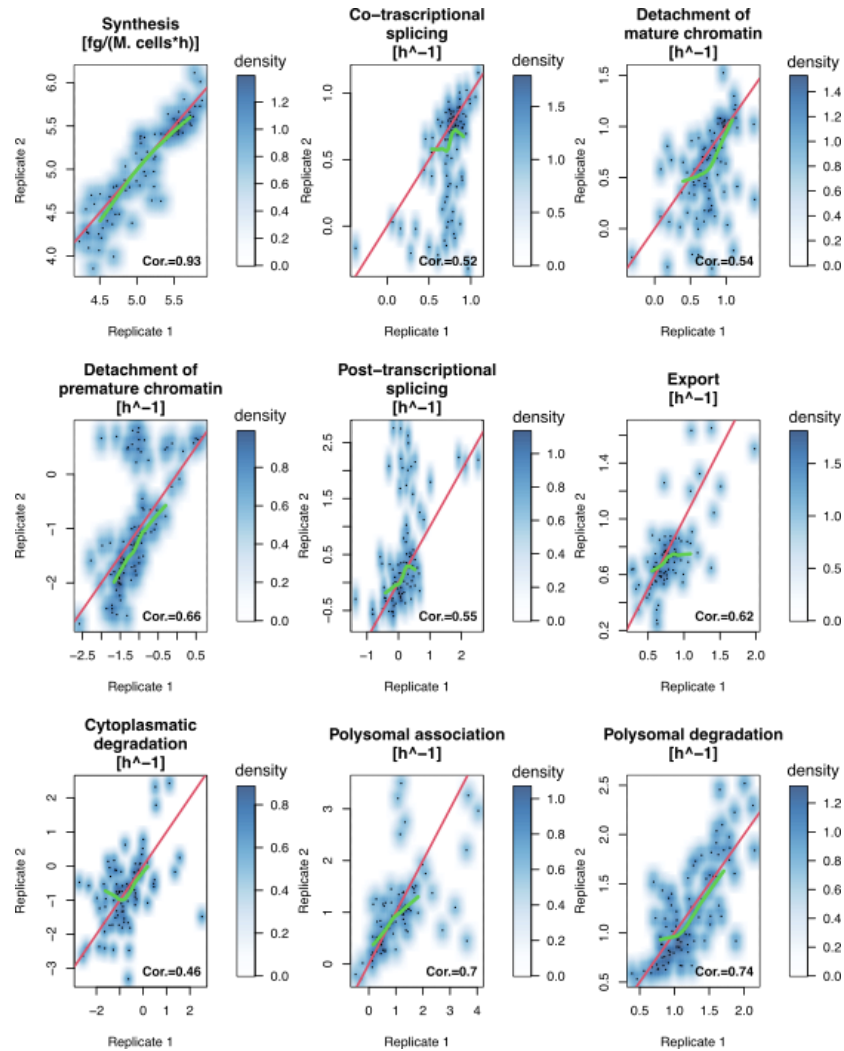 Synthesis
[fg/(M. cells*h)]
density
6.0
5.5
5.0
4.5
4.0
Replicate 2
Cor.=0.93
4.5 5.0 5.5
Replicate 1
1.2
1.0
0.8
0.6
0.4
0.2
0.0
Co-trascriptional
splicing
[h^-1]
density
1.0
0.5
0.0
Replicate 2
Cor.=0.52
0.0 0.5 1.0
Replicate 1
1.5
1.0
0.5
0.0
Detachment of
mature chromatin
[h^-1]
density
1.5
1.0
0.5
0.0
Replicate 2
Cor.=0.54
0.0 0.5 1.0
Replicate 1
1.4
1.2
1.0
0.8
0.6
0.4
0.2
0.0
Detachment of
premature chromatin
[h^-1]
density
0
-1
-2
Replicate 2
Cor.=0.66
-2.5 -1.5 -0.5 0.5
Replicate 1
0.8
0.6
0.4
0.2
0.0
Post-transcriptional
splicing
[h^-1]
density
2.5
1.5
0.5
-0.5
Replicate 2
Cor.=0.55
-1 0 1 2
Replicate 1
1.0
0.8
0.6
0.4
0.2
0.0
Export
[h^-1]
density
1.4
1.0
0.6
0.2
Replicate 2
Cor.=0.62
0.5 1.0 1.5 2.0
Replicate 1
1.5
1.0
0.5
0.0
Cytoplasmatic
degradation
[h^-1]
density
2
1
0
-1
-2
-3
Replicate 2
Cor.=0.46
-2 0 1 2
Replicate 1
0.8
0.6
0.4
0.2
0.0
Polysomal association
[h^-1]
density
3
2
1
0
Replicate 2
Cor.=0.7
0 1 2 3 4
Replicate 1
1.0
0.8
0.6
0.4
0.2
0.0
Polysomal degradation
[h^-1]
density
2.5
2.0
1.5
1.0
0.5
Replicate 2
Cor.=0.74
0.5 1.0 1.5 2.0
Replicate 1
1.2
1.0
0.8
0.6
0.4
0.2
0.0